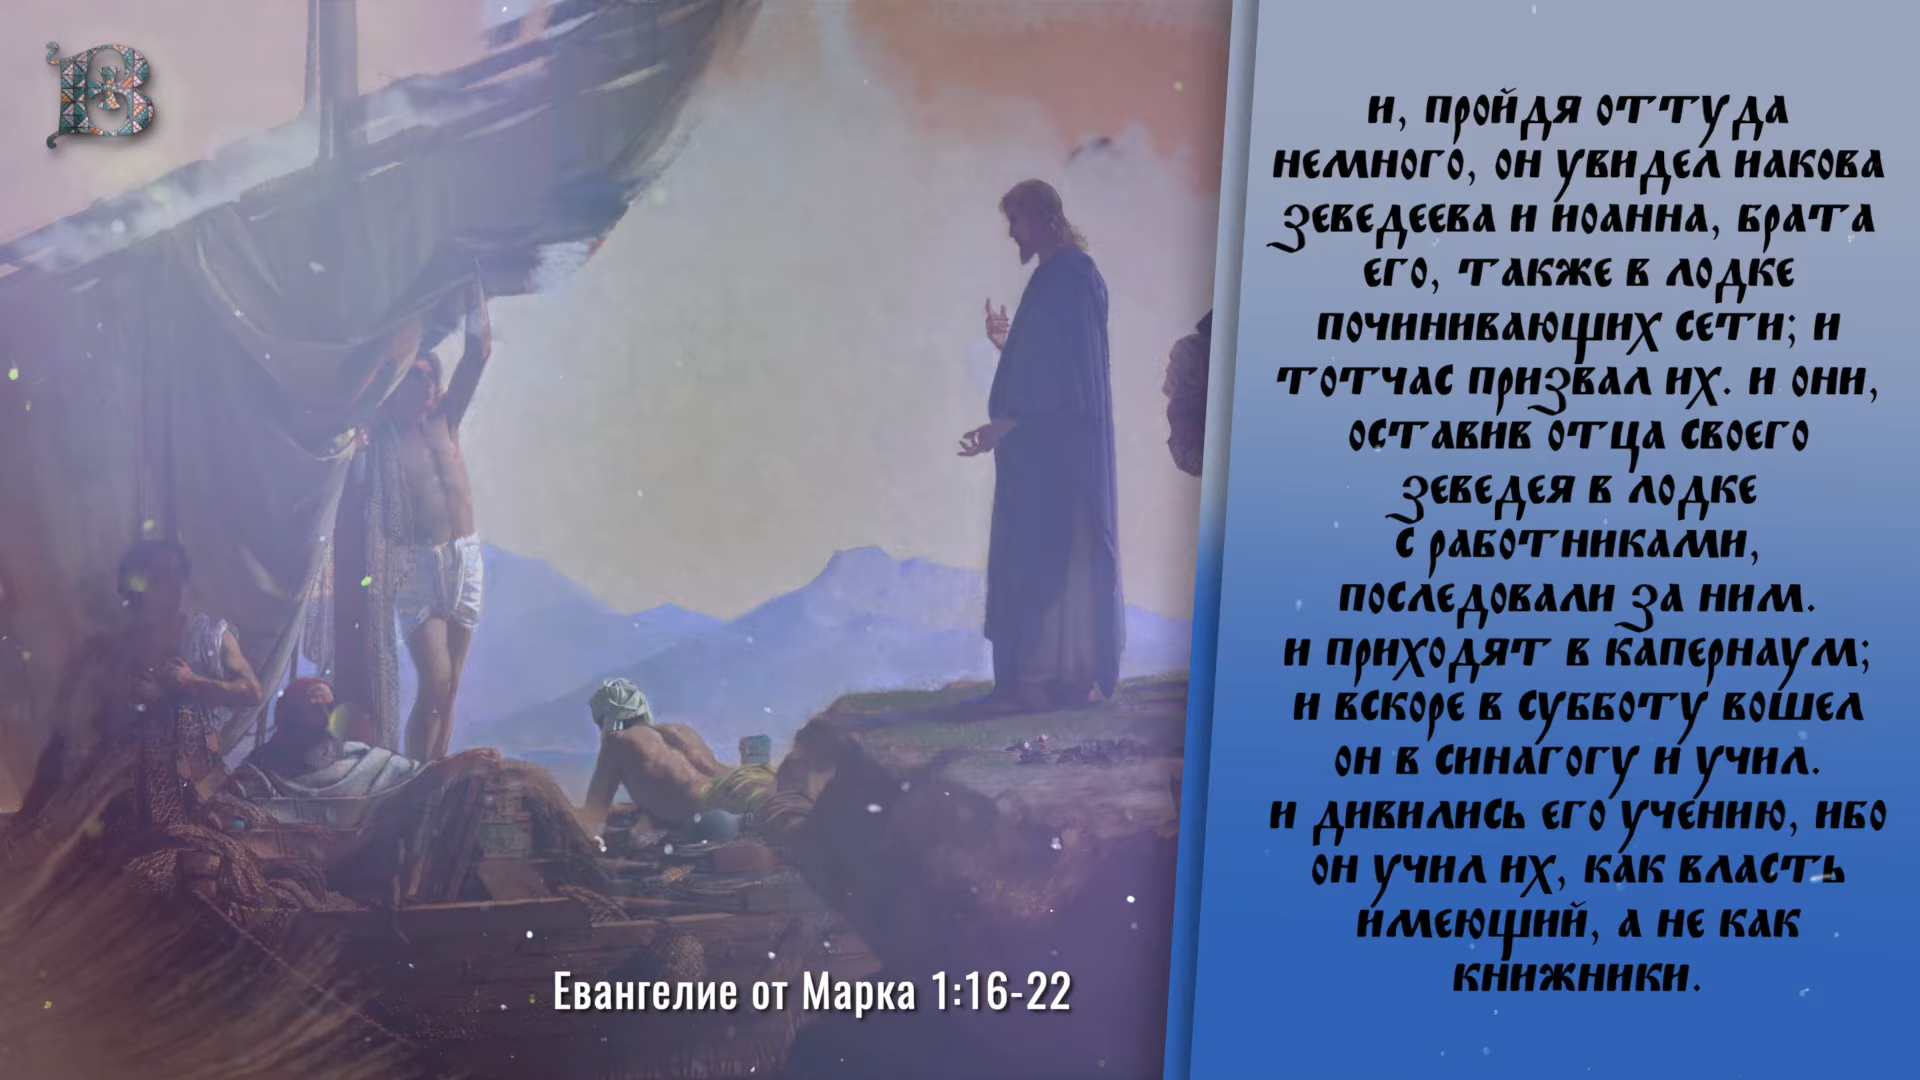 В
и, пройдя оттуда
немного, он увидел иакова
зеведеева и иоанна, брата
его, также в лодке
починивающих сети; и
тотчас призвал их. и они,
оставив отца своего
зеведея в лодке
с работниками,
последовали за ним.
и приходят в капернаум;
и вскоре в субботу вошел
он в синагогу и учил.
и дивились его учению, ибо
он учил их, как власть
имеющий, а не как
книжники.
Евангелие от Марка 1:16-22